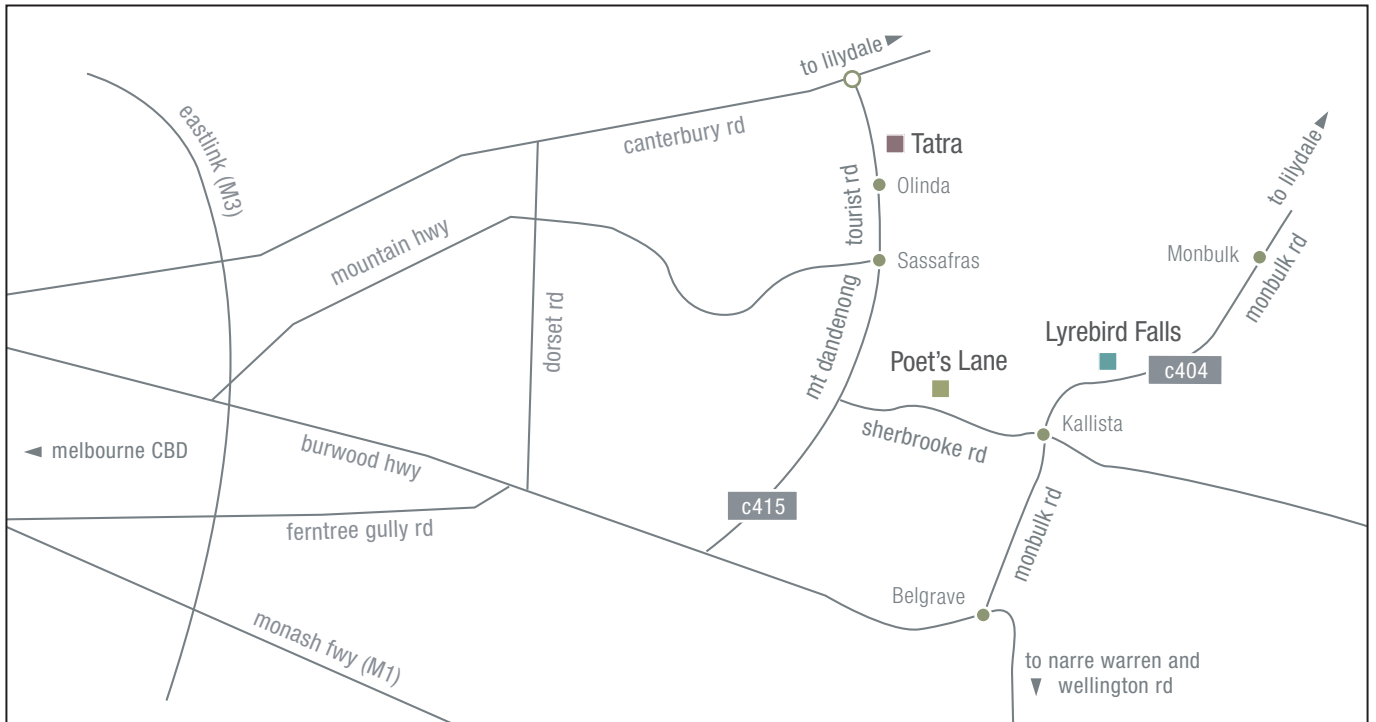 to lilydale
eastlink (M3)
canterbury rd
Tatra
Olinda
tourist rd
to lilydale
mountain hwy
Sassafras
Monbulk
monbulk rd
dorset rd
mt dandenong
Lyrebird Falls
Poet's Lane
c404
Kallista
sherbrooke rd
melbourne CBD
burwood hwy
c415
ferntree gully rd
monbulk rd
Belgrave
monash fwy (M1)
to narre warren and
wellington rd